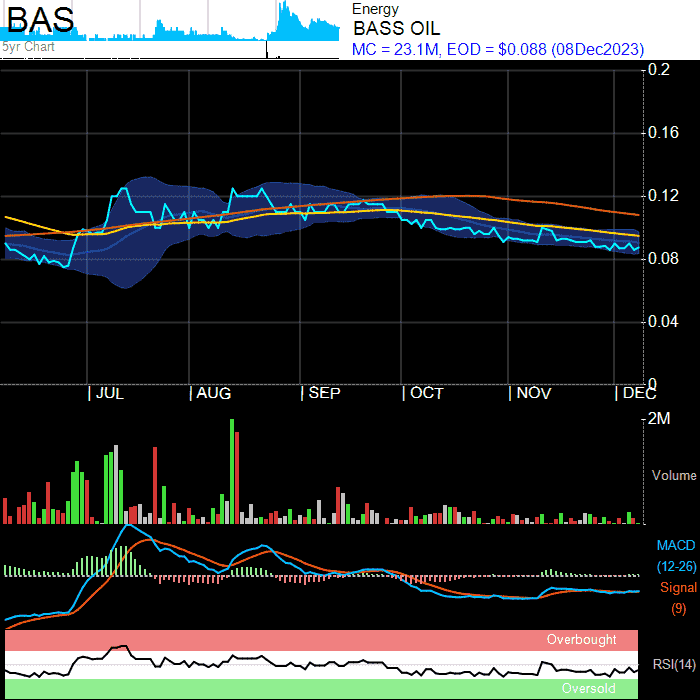 BAS
5yr Chart
Energy
BASS OIL
MC = 23.1M, EOD = $0.088 (08Dec2023)
0.2
0.16
0.12
0.08
0.04
0
JUL AUG SEP OCT NOV DEC
2M
Volume
MACD
(12-26)
Signal
(9)
Overbought
RSI(14)
Oversold